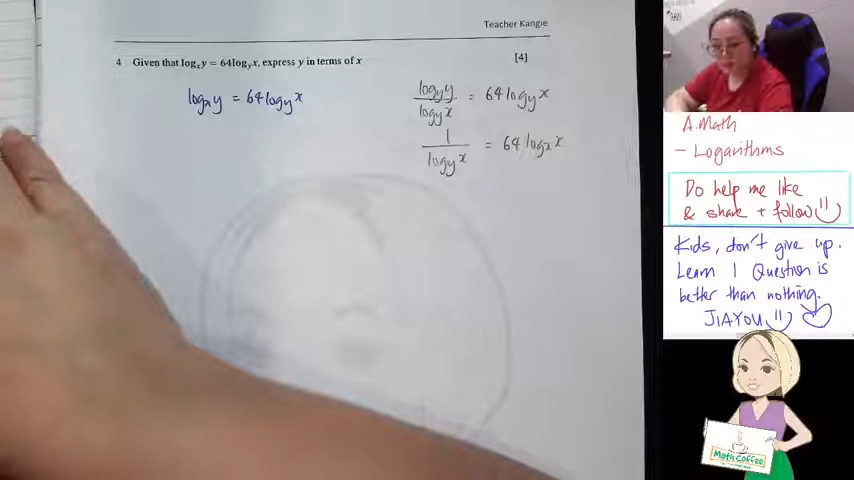 Teacher Kangie
4 Given that logₓy = 64logᵧx, express y in terms of x [4]
logₓy = 64logᵧx
logᵧy / logᵧx = 64logᵧx
1 / logᵧx = 64logₓx
A.Math
- Logarithms
Do help me like
& share + follow
Kids, don't give up.
Learn 1 Question is
better than nothing.
JIAYOU
Math Coffee